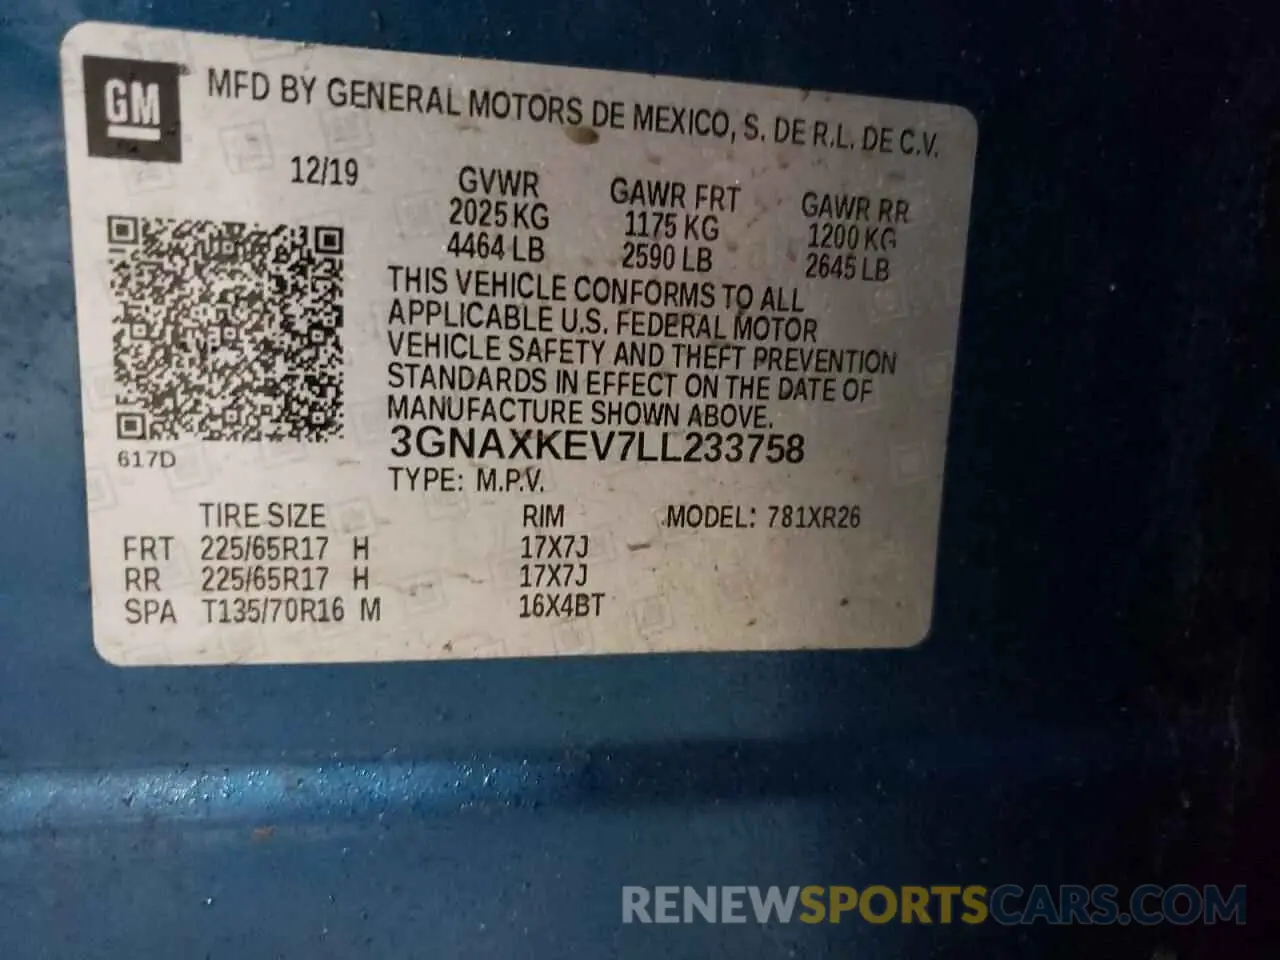 GM
MFD BY GENERAL MOTORS DE MEXICO, S. DE R.L. DE C.V.
12/19
GVWR GAWR FRT GAWR RR
2025 KG 1175 KG 1200 KG
4464 LB 2590 LB 2645 LB
THIS VEHICLE CONFORMS TO ALL
APPLICABLE U.S. FEDERAL MOTOR
VEHICLE SAFETY AND THEFT PREVENTION
STANDARDS IN EFFECT ON THE DATE OF
MANUFACTURE SHOWN ABOVE.
3GNAXKEV7LL233758
617D
TYPE: M.P.V.
TIRE SIZE RIM MODEL: 781XR26
FRT 225/65R17 H 17X7J
RR 225/65R17 H 17X7J
SPA T135/70R16 M 16X4BT
RENEWSPORTSCARS.COM